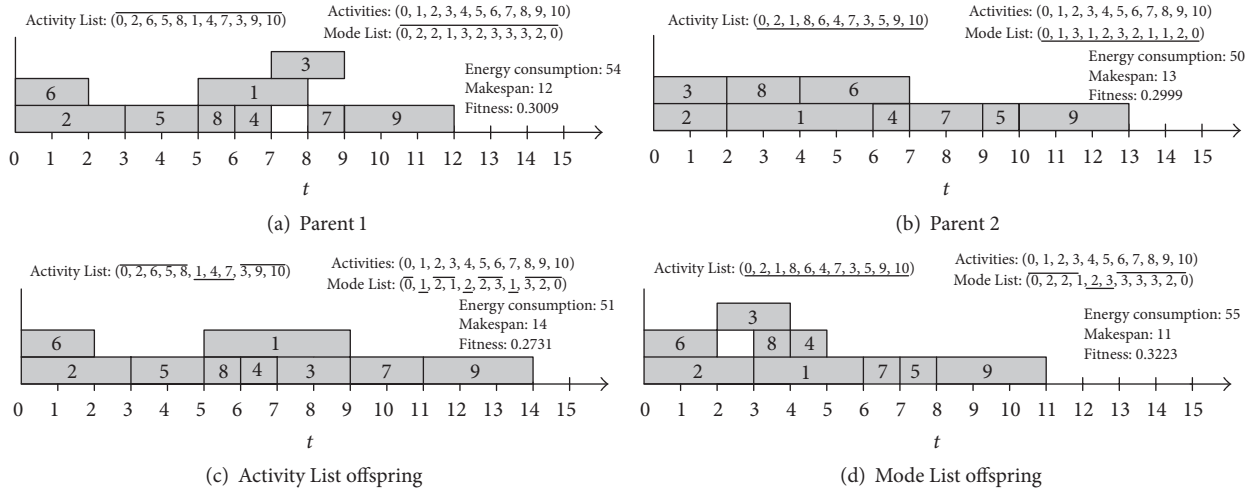 Activity List: (0, 2, 6, 5, 8, 1, 4, 7, 3, 9, 10)
Activities: (0, 1, 2, 3, 4, 5, 6, 7, 8, 9, 10)
Mode List: (0, 2, 2, 1, 3, 2, 3, 3, 3, 2, 0)
3
Energy consumption: 54
6 1
Makespan: 12
2 5 8 4 7 9
Fitness: 0.3009
0 1 2 3 4 5 6 7 8 9 10 11 12 13 14 15
t
(a) Parent 1
Activity List: (0, 2, 1, 8, 6, 4, 7, 3, 5, 9, 10)
Activities: (0, 1, 2, 3, 4, 5, 6, 7, 8, 9, 10)
Mode List: (0, 1, 3, 1, 2, 3, 2, 1, 1, 2, 0)
Energy consumption: 50
Makespan: 13
Fitness: 0.2999
3 8 6
2 1 4 7 5 9
0 1 2 3 4 5 6 7 8 9 10 11 12 13 14 15
t
(b) Parent 2
Activity List: (0, 2, 6, 5, 8, 1, 4, 7, 3, 9, 10)
Activities: (0, 1, 2, 3, 4, 5, 6, 7, 8, 9, 10)
Mode List: (0, 1, 2, 1, 2, 2, 3, 1, 3, 2, 0)
Energy consumption: 51
Makespan: 14
Fitness: 0.2731
6 1
2 5 8 4 3 7 9
0 1 2 3 4 5 6 7 8 9 10 11 12 13 14 15
t
(c) Activity List offspring
Activity List: (0, 2, 1, 8, 6, 4, 7, 3, 5, 9, 10)
Activities: (0, 1, 2, 3, 4, 5, 6, 7, 8, 9, 10)
Mode List: (0, 2, 2, 1, 2, 3, 3, 3, 3, 2, 0)
3
Energy consumption: 55
Makespan: 11
Fitness: 0.3223
6 8 4
2 1 7 5 9
0 1 2 3 4 5 6 7 8 9 10 11 12 13 14 15
t
(d) Mode List offspring